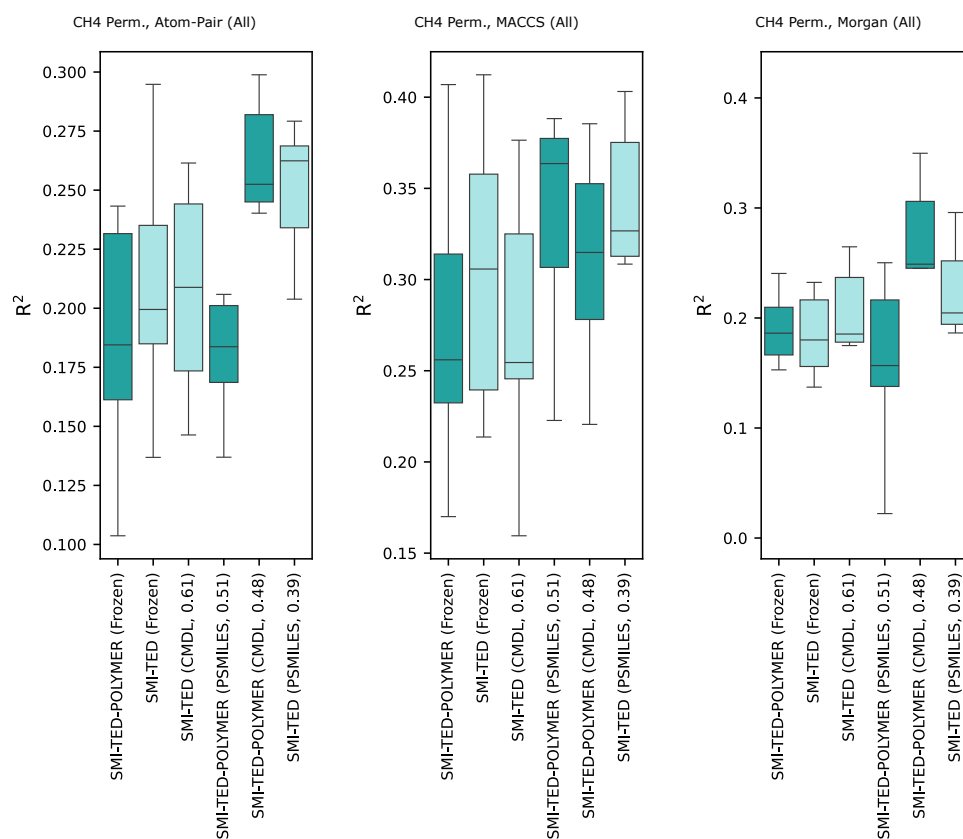 CH4 Perm., Atom-Pair (All)
CH4 Perm., MACCS (All)
CH4 Perm., Morgan (All)
R²
0.300
0.275
0.250
0.225
0.200
0.175
0.150
0.125
0.100
SMI-TED-POLYMER (Frozen)
SMI-TED (Frozen)
SMI-TED (CMDL, 0.61)
SMI-TED-POLYMER (PSMILES, 0.51)
SMI-TED-POLYMER (CMDL, 0.48)
SMI-TED (PSMILES, 0.39)
R²
0.40
0.35
0.30
0.25
0.20
0.15
SMI-TED-POLYMER (Frozen)
SMI-TED (Frozen)
SMI-TED (CMDL, 0.61)
SMI-TED-POLYMER (PSMILES, 0.51)
SMI-TED-POLYMER (CMDL, 0.48)
SMI-TED (PSMILES, 0.39)
R²
0.4
0.3
0.2
0.1
0.0
SMI-TED-POLYMER (Frozen)
SMI-TED (Frozen)
SMI-TED (CMDL, 0.61)
SMI-TED-POLYMER (PSMILES, 0.51)
SMI-TED-POLYMER (CMDL, 0.48)
SMI-TED (PSMILES, 0.39)